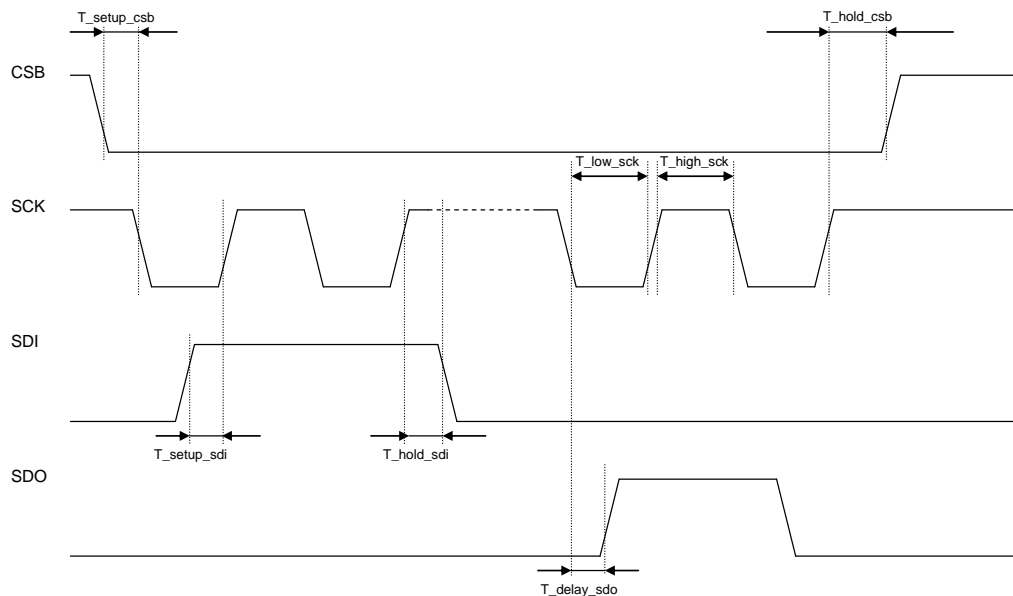 T_setup_csb
T_hold_csb
CSB
T_low_sck
T_high_sck
SCK
SDI
T_setup_sdi
T_hold_sdi
SDO
T_delay_sdo